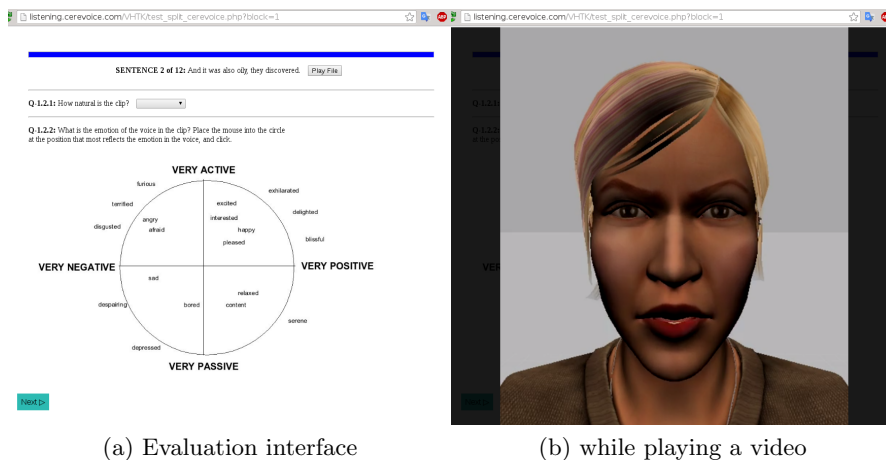 listening.cerevoice.com/VHTK/test_split_cerevoice.php?block=1
SENTENCE 2 of 12: And it was also oily, they discovered. Play File
Q-1.2.1: How natural is the clip?
Q-1.2.2: What is the emotion of the voice in the clip? Place the mouse into the circle
at the position that most reflects the emotion in the voice, and click.
VERY ACTIVE
furious
exhilarated
terrified
excited
delighted
angry
interested
disgusted
afraid
happy
blissful
pleased
VERY NEGATIVE
VERY POSITIVE
sad
relaxed
despairing
bored
content
serene
depressed
VERY PASSIVE
Next
(a) Evaluation interface
listening.cerevoice.com/VHTK/test_split_cerevoice.php?block=1
ABP
(b) while playing a video